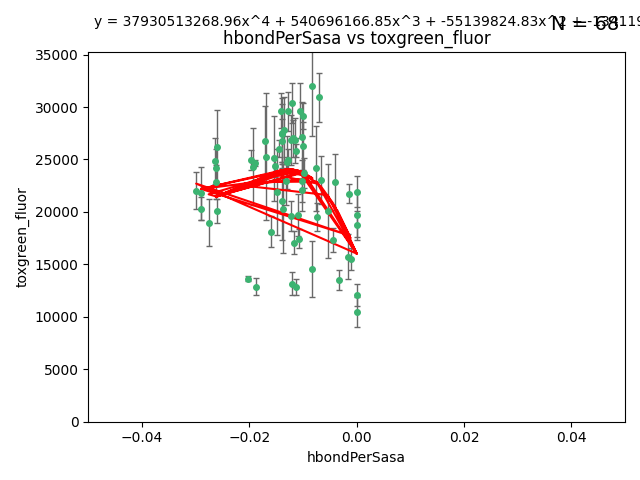 y = 37930513268.96x^4 + 540696166.85x^3 + -55139824.83x^2 +
N = 68
hbondPerSasa vs toxgreen_fluor
35000
30000
25000
20000
15000
10000
5000
0
toxgreen_fluor
−0.04 −0.02 0.00 0.02 0.04
hbondPerSasa